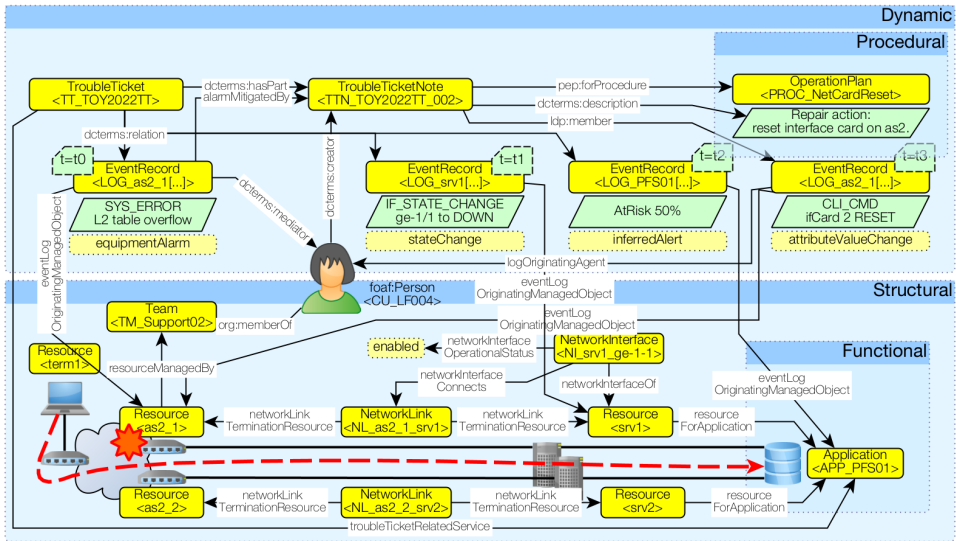 Dynamic
Procedural
TroubleTicket
<TT_TOY2022TT>
dcterms:hasPart
alarmMitigatedBy
TroubleTicketNote
<TTN_TOY2022TT_002>
pep:forProcedure
OperationPlan
<PROC_NetCardReset>
dcterms:description
Repair action:
reset interface card on as2.
ldp:member
dcterms:relation
dcterms:creator
t=t0
t=t1
t=t2
t=t3
EventRecord
<LOG_as2_1[...]>
EventRecord
<LOG_srv1[...]>
EventRecord
<LOG_PFS01[...]>
EventRecord
<LOG_as2_1[...]>
SYS_ERROR
L2 table overflow
IF_STATE_CHANGE
ge-1/1 to DOWN
AtRisk 50%
CLI_CMD
ifCard 2 RESET
equipmentAlarm
stateChange
inferredAlert
attributeValueChange
dcterms:mediator
logOriginatingAgent
eventLog
OriginatingManagedObject
foaf:Person
<CU_LF004>
eventLog
OriginatingManagedObject
Structural
Team
<TM_Support02>
org:memberOf
eventLog
OriginatingManagedObject
Resource
<term1>
resourceManagedBy
enabled
networkInterface
OperationalStatus
NetworkInterface
<NI_srv1_ge-1-1>
Functional
networkInterface
Connects
networkInterfaceOf
eventLog
OriginatingManagedObject
Resource
<as2_1>
networkLink
TerminationResource
NetworkLink
<NL_as2_1_srv1>
networkLink
TerminationResource
Resource
<srv1>
resource
ForApplication
Application
<APP_PFS01>
Resource
<as2_2>
networkLink
TerminationResource
NetworkLink
<NL_as2_2_srv2>
networkLink
TerminationResource
Resource
<srv2>
resource
ForApplication
troubleTicketRelatedService